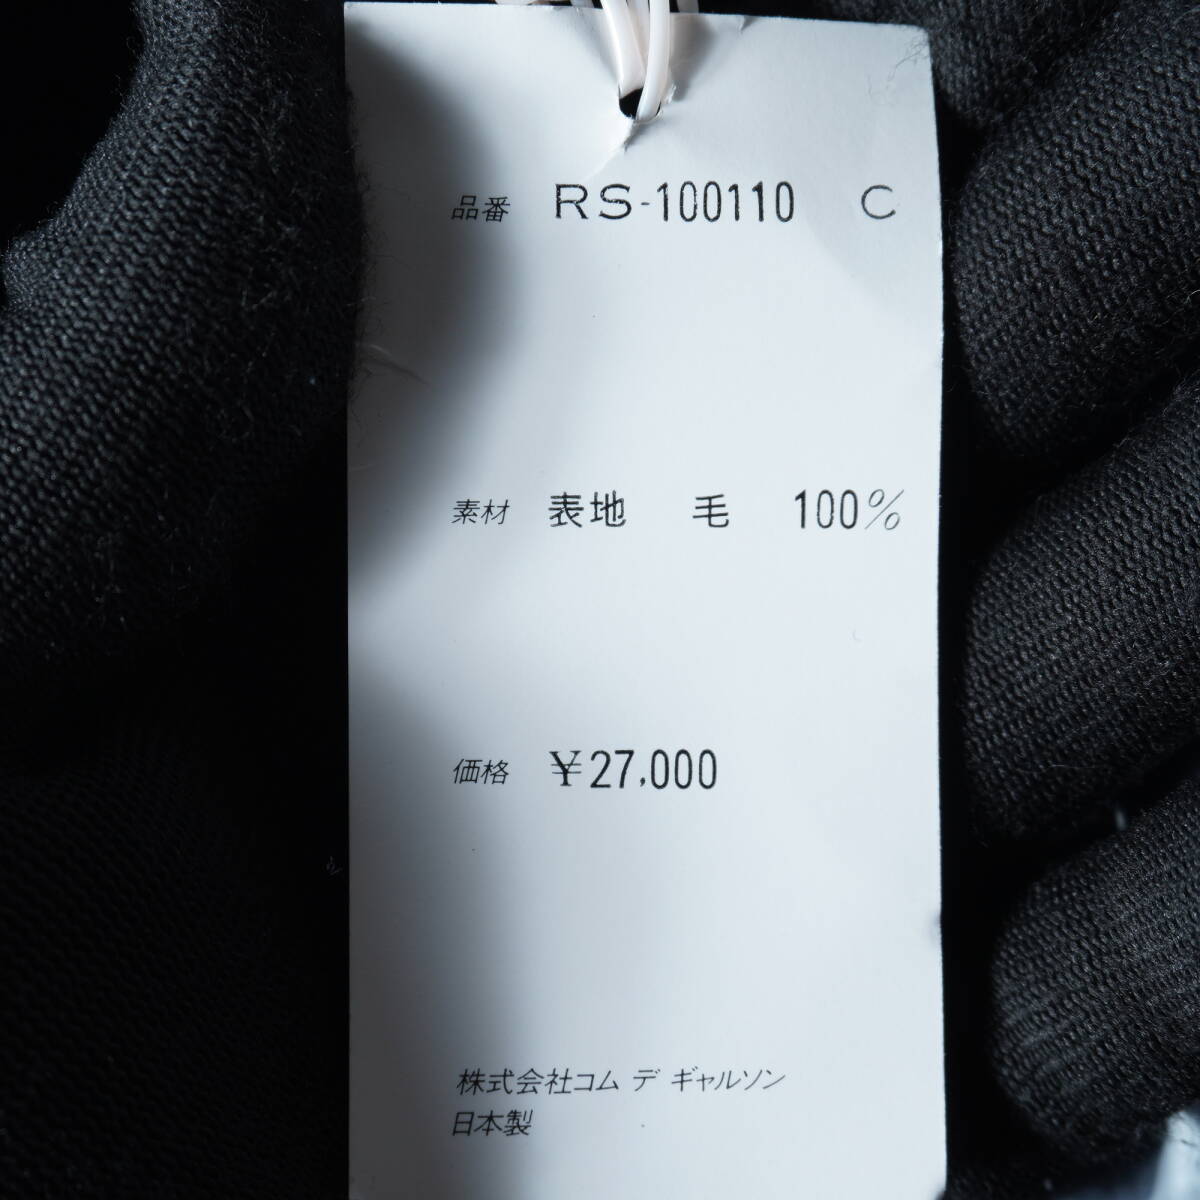 品番 RS-100110 C
素材 表地 毛 100%
価格 ¥27,000
株式会社コム デ ギャルソン
日本製